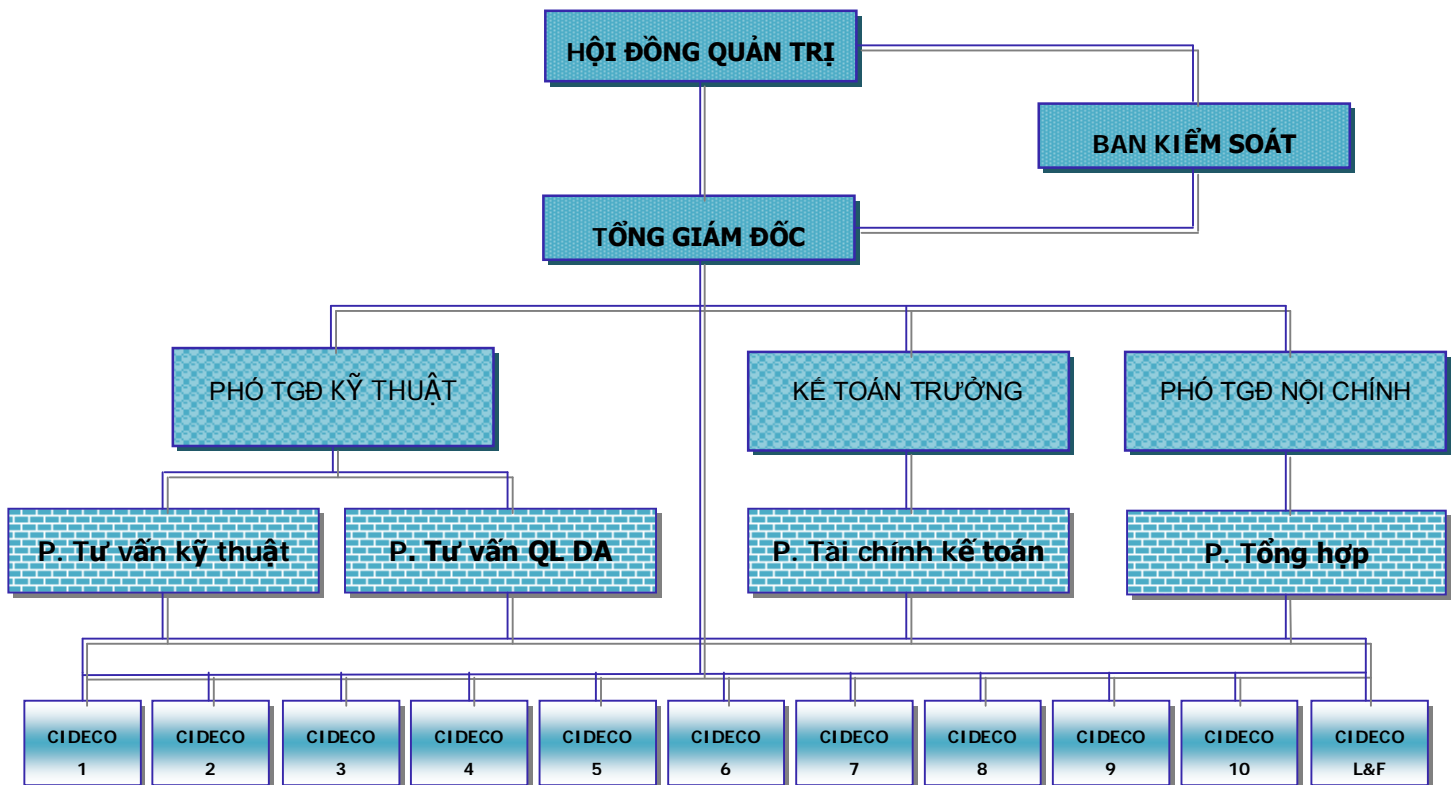 HỘI ĐỒNG QUẢN TRỊ
BAN KIỂM SOÁT
TỔNG GIÁM ĐỐC
PHÓ TGĐ KỸ THUẬT
KẾ TOÁN TRƯỞNG
PHÓ TGĐ NỘI CHÍNH
P. Tư vấn kỹ thuật
P. Tư vấn QL DA
P. Tài chính kế toán
P. Tổng hợp
CIDECO
1
CIDECO
2
CIDECO
3
CIDECO
4
CIDECO
5
CIDECO
6
CIDECO
7
CIDECO
8
CIDECO
9
CIDECO
10
CIDECO
L&F